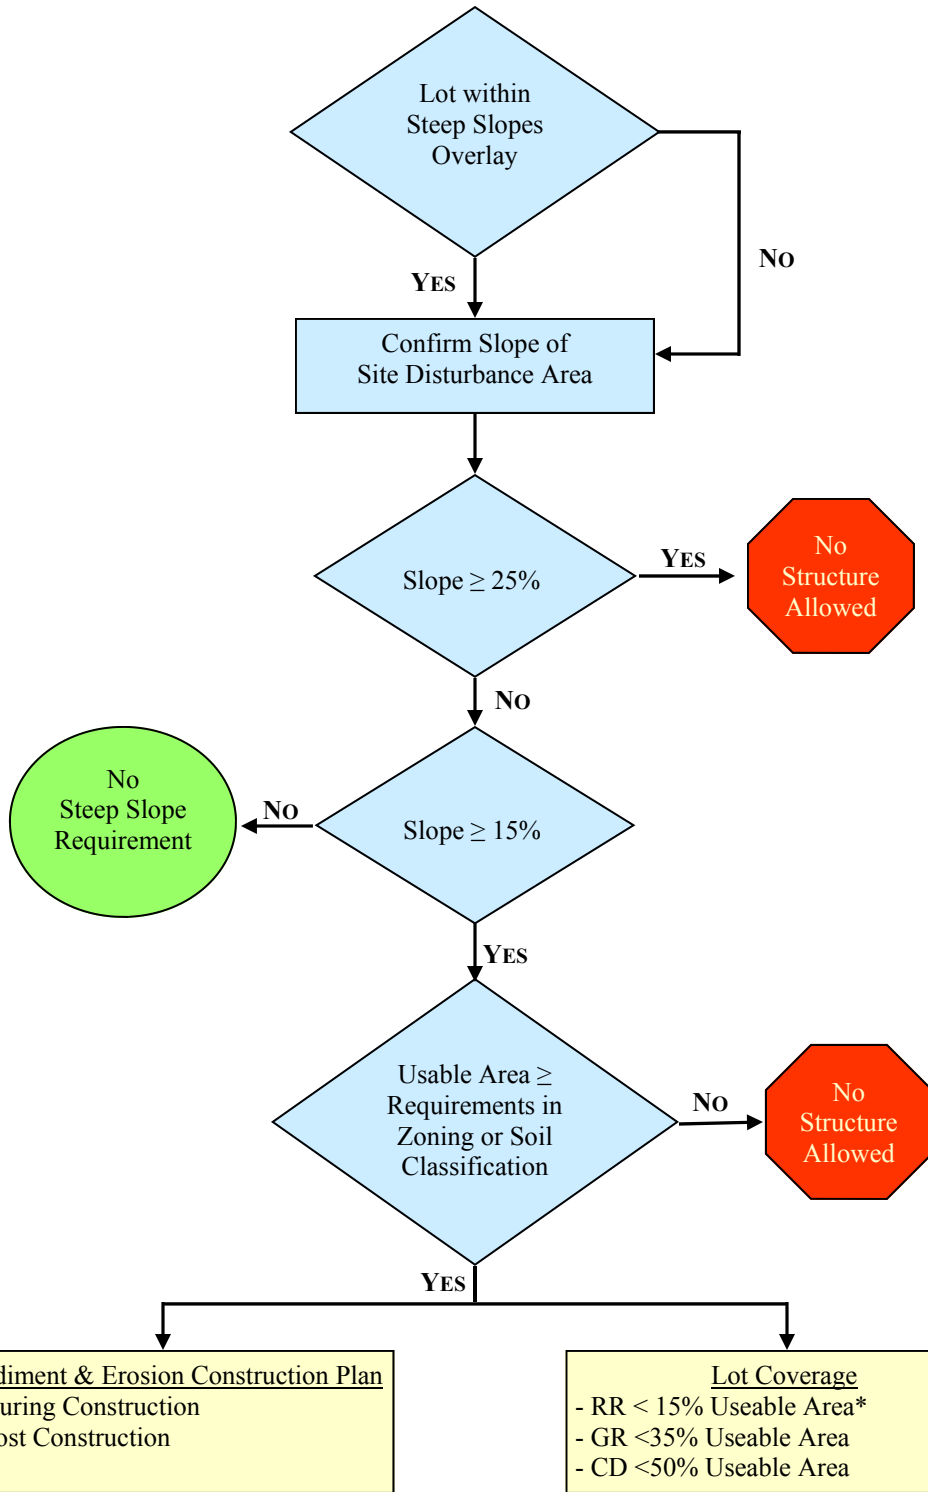 Lot within
Steep Slopes
Overlay
NO
YES
Confirm Slope of
Site Disturbance Area
Slope ≥ 25%
YES
No
Structure
Allowed
NO
No
Steep Slope
Requirement
NO
Slope ≥ 15%
YES
Usable Area ≥
Requirements in
Zoning or Soil
Classification
NO
No
Structure
Allowed
YES
diment & Erosion Construction Plan
uring Construction
ost Construction
Lot Coverage
- RR < 15% Useable Area*
- GR <35% Useable Area
- CD <50% Useable Area